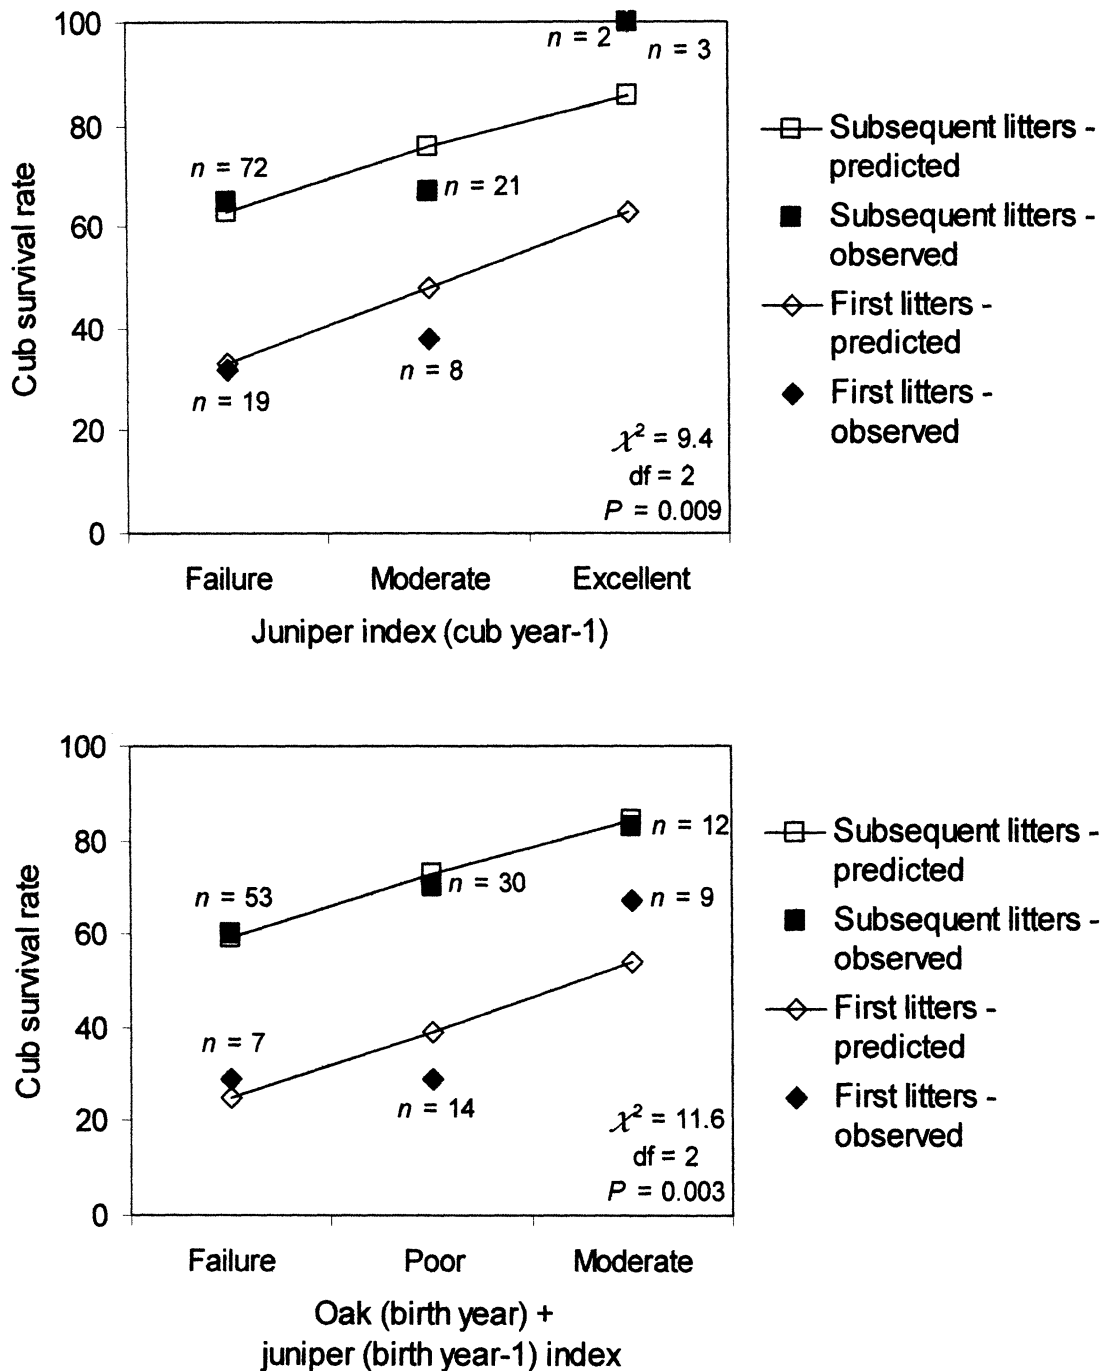 100
80
60
40
20
0
Cub survival rate
n = 72
n = 21
n = 2
n = 3
n = 19
n = 8
χ² = 9.4
df = 2
P = 0.009
Failure
Moderate
Excellent
Juniper index (cub year-1)
Subsequent litters -
predicted
Subsequent litters -
observed
First litters -
predicted
First litters -
observed
100
80
60
40
20
0
Cub survival rate
n = 53
n = 30
n = 12
n = 9
n = 7
n = 14
χ² = 11.6
df = 2
P = 0.003
Failure
Poor
Moderate
Oak (birth year) +
juniper (birth year-1) index
Subsequent litters -
predicted
Subsequent litters -
observed
First litters -
predicted
First litters -
observed